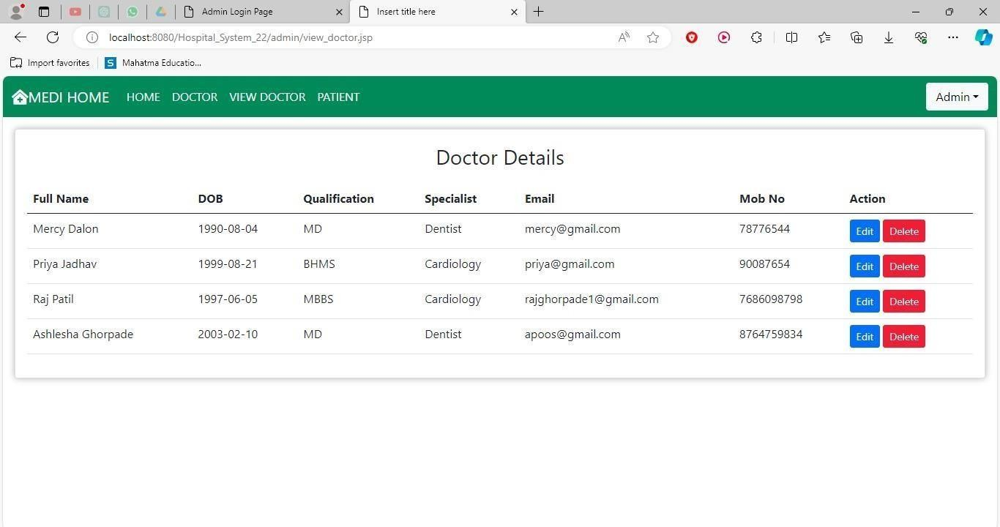 Admin Login Page
Insert title here
localhost:8080/Hospital_System_22/admin/view_doctor.jsp
Import favorites
S Mahatma Educatio...
MEDI HOME HOME DOCTOR VIEW DOCTOR PATIENT Admin
Doctor Details
Full Name DOB Qualification Specialist Email Mob No Action
Mercy Dalon 1990-08-04 MD Dentist mercy@gmail.com 78776544 Edit Delete
Priya Jadhav 1999-08-21 BHMS Cardiology priya@gmail.com 90087654 Edit Delete
Raj Patil 1997-06-05 MBBS Cardiology rajghorpade1@gmail.com 7686098798 Edit Delete
Ashlesha Ghorpade 2003-02-10 MD Dentist apoos@gmail.com 8764759834 Edit Delete